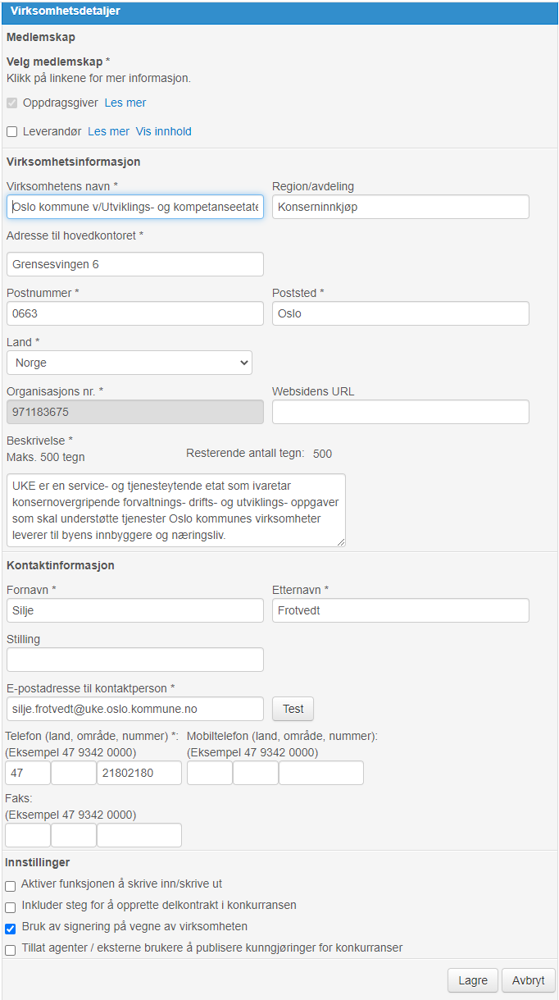 Virksomhetsdetaljer
Medlemskap
Velg medlemskap *
Klikk på linkene for mer informasjon.
Oppdragsgiver Les mer
Leverandør Les mer Vis innhold
Virksomhetsinformasjon
Virksomhetens navn * Region/avdeling
Oslo kommune v/Utviklings- og kompetanseetate Konserninnkjøp
Adresse til hovedkontoret *
Grensesvingen 6
Postnummer * Poststed *
0663 Oslo
Land *
Norge
Organisasjons nr. * Websidens URL
971183675
Beskrivelse *
Maks. 500 tegn Resterende antall tegn: 500
UKE er en service- og tjenesteytende etat som ivaretar
konsernovergripende forvaltnings- drifts- og utviklings- oppgaver
som skal understøtte tjenester Oslo kommunes virksomheter
leverer til byens innbyggere og næringsliv.
Kontaktinformasjon
Fornavn * Etternavn *
Silje Frotvedt
Stilling
E-postadresse til kontaktperson *
silje.frotvedt@uke.oslo.kommune.no Test
Telefon (land, område, nummer) *: Mobiltelefon (land, område, nummer):
(Eksempel 47 9342 0000) (Eksempel 47 9342 0000)
47 21802180
Faks:
(Eksempel 47 9342 0000)
Innstillinger
Aktiver funksjonen å skrive inn/skrive ut
Inkluder steg for å opprette delkontrakt i konkurransen
Bruk av signering på vegne av virksomheten
Tillat agenter / eksterne brukere å publisere kunngjøringer for konkurranser
Lagre Avbryt